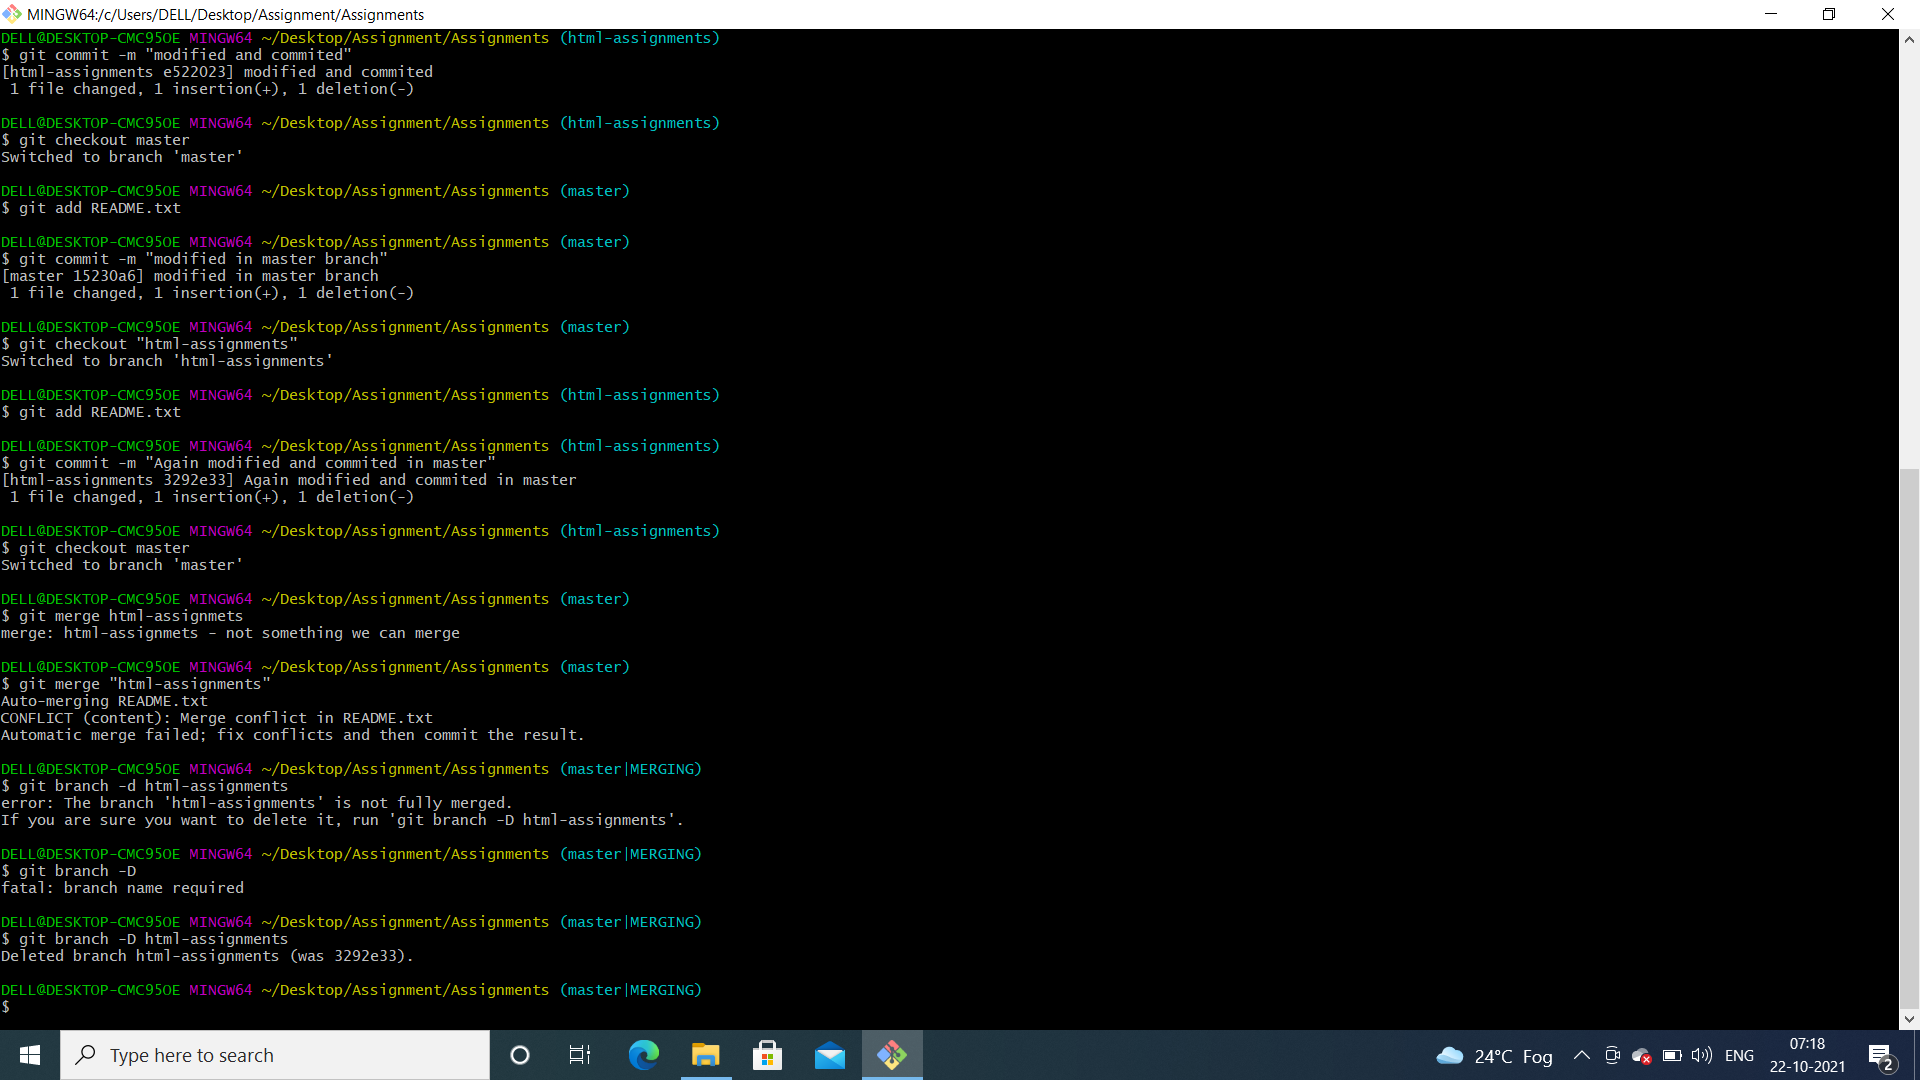 MINGW64:/c/Users/DELL/Desktop/Assignment/Assignments
DELL@DESKTOP-CMC95OE MINGW64 ~/Desktop/Assignment/Assignments (html-assignments)
$ git commit -m "modified and commited"
[html-assignments e522023] modified and commited
 1 file changed, 1 insertion(+), 1 deletion(-)

DELL@DESKTOP-CMC95OE MINGW64 ~/Desktop/Assignment/Assignments (html-assignments)
$ git checkout master
Switched to branch 'master'

DELL@DESKTOP-CMC95OE MINGW64 ~/Desktop/Assignment/Assignments (master)
$ git add README.txt

DELL@DESKTOP-CMC95OE MINGW64 ~/Desktop/Assignment/Assignments (master)
$ git commit -m "modified in master branch"
[master 15230a6] modified in master branch
 1 file changed, 1 insertion(+), 1 deletion(-)

DELL@DESKTOP-CMC95OE MINGW64 ~/Desktop/Assignment/Assignments (master)
$ git checkout "html-assignments"
Switched to branch 'html-assignments'

DELL@DESKTOP-CMC95OE MINGW64 ~/Desktop/Assignment/Assignments (html-assignments)
$ git add README.txt

DELL@DESKTOP-CMC95OE MINGW64 ~/Desktop/Assignment/Assignments (html-assignments)
$ git commit -m "Again modified and commited in master"
[html-assignments 3292e33] Again modified and commited in master
 1 file changed, 1 insertion(+), 1 deletion(-)

DELL@DESKTOP-CMC95OE MINGW64 ~/Desktop/Assignment/Assignments (html-assignments)
$ git checkout master
Switched to branch 'master'

DELL@DESKTOP-CMC95OE MINGW64 ~/Desktop/Assignment/Assignments (master)
$ git merge html-assignmets
merge: html-assignmets - not something we can merge

DELL@DESKTOP-CMC95OE MINGW64 ~/Desktop/Assignment/Assignments (master)
$ git merge "html-assignments"
Auto-merging README.txt
CONFLICT (content): Merge conflict in README.txt
Automatic merge failed; fix conflicts and then commit the result.

DELL@DESKTOP-CMC95OE MINGW64 ~/Desktop/Assignment/Assignments (master|MERGING)
$ git branch -d html-assignments
error: The branch 'html-assignments' is not fully merged.
If you are sure you want to delete it, run 'git branch -D html-assignments'.

DELL@DESKTOP-CMC95OE MINGW64 ~/Desktop/Assignment/Assignments (master|MERGING)
$ git branch -D
fatal: branch name required

DELL@DESKTOP-CMC95OE MINGW64 ~/Desktop/Assignment/Assignments (master|MERGING)
$ git branch -D html-assignments
Deleted branch html-assignments (was 3292e33).

DELL@DESKTOP-CMC95OE MINGW64 ~/Desktop/Assignment/Assignments (master|MERGING)
$
Type here to search
24°C Fog
ENG
07:18
22-10-2021
2